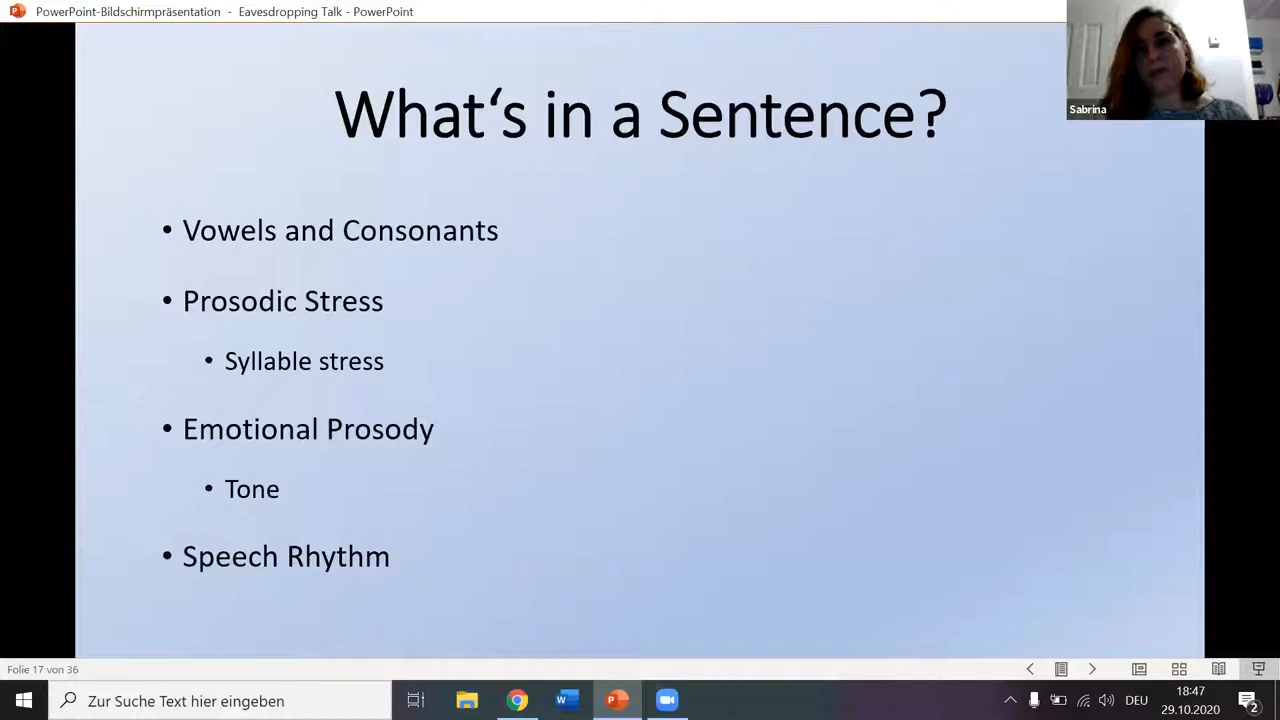 PowerPoint-Bildschirmpräsentation - Eavesdropping Talk - PowerPoint
Sabrina
What‘s in a Sentence?
• Vowels and Consonants
• Prosodic Stress
• Syllable stress
• Emotional Prosody
• Tone
• Speech Rhythm
Folie 17 von 36
Zur Suche Text hier eingeben
DEU
18:47
29.10.2020
2